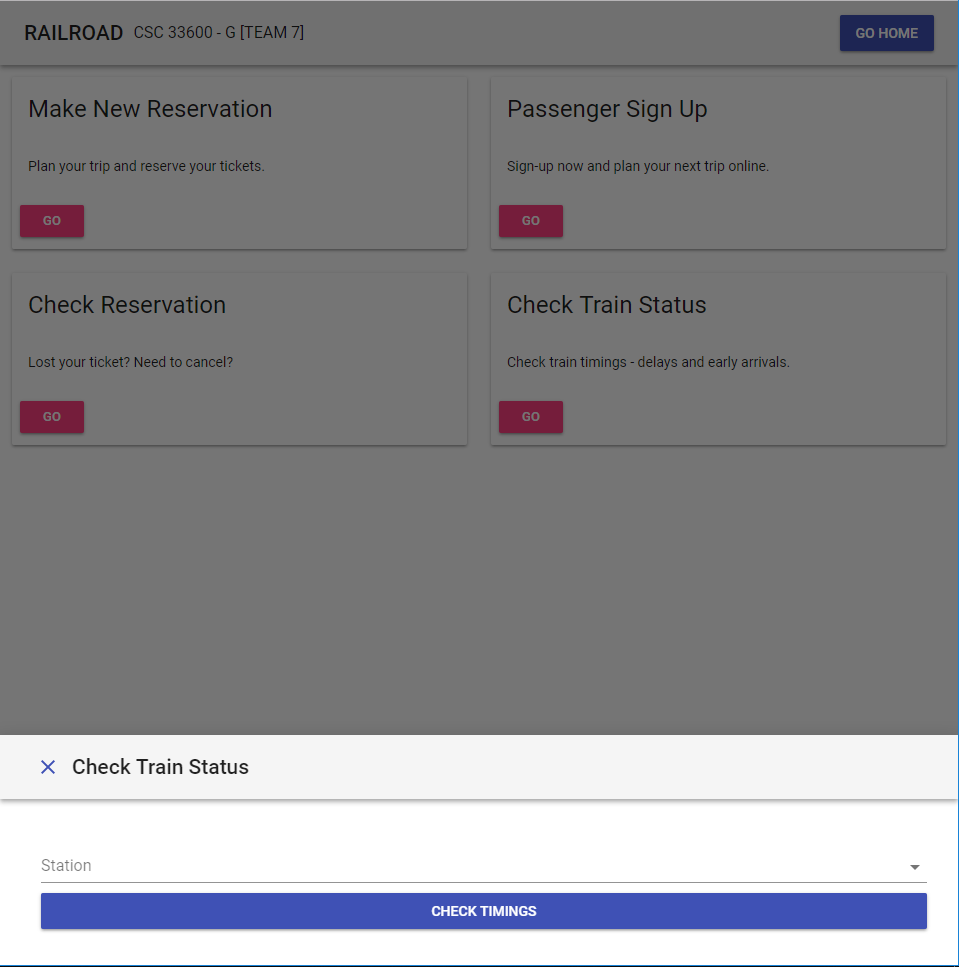 RAILROAD CSC 33600 - G [TEAM 7] GO HOME
Make New Reservation
Plan your trip and reserve your tickets.
GO
Passenger Sign Up
Sign-up now and plan your next trip online.
GO
Check Reservation
Lost your ticket? Need to cancel?
GO
Check Train Status
Check train timings - delays and early arrivals.
GO
Check Train Status
Station
CHECK TIMINGS